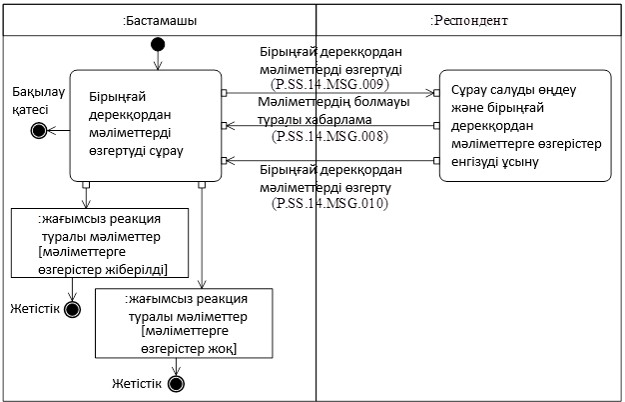 :Бастамашы
:Респондент
Бірыңғай дерекқордан
мәліметтерді өзгертуді
(P.SS.14.MSG.009)
Мәліметтердің болмауы
туралы хабарлама
(P.SS.14.MSG.008)
Бірыңғай дерекқордан
мәліметтерді өзгерту
(P.SS.14.MSG.010)
Бақылау
қатесі
Бірыңғай
дерекқордан
мәліметтерді
өзгертуді сұрау
Сұрау салуды өңдеу
және бірыңғай
дерекқордан
мәліметтерге өзгерістер
енгізуді ұсыну
:жағымсыз реакция
туралы мәліметтер
[мәліметтерге
өзгерістер жіберілді]
Жетістік
:жағымсыз реакция
туралы мәліметтер
[мәліметтерге
өзгерістер жоқ]
Жетістік